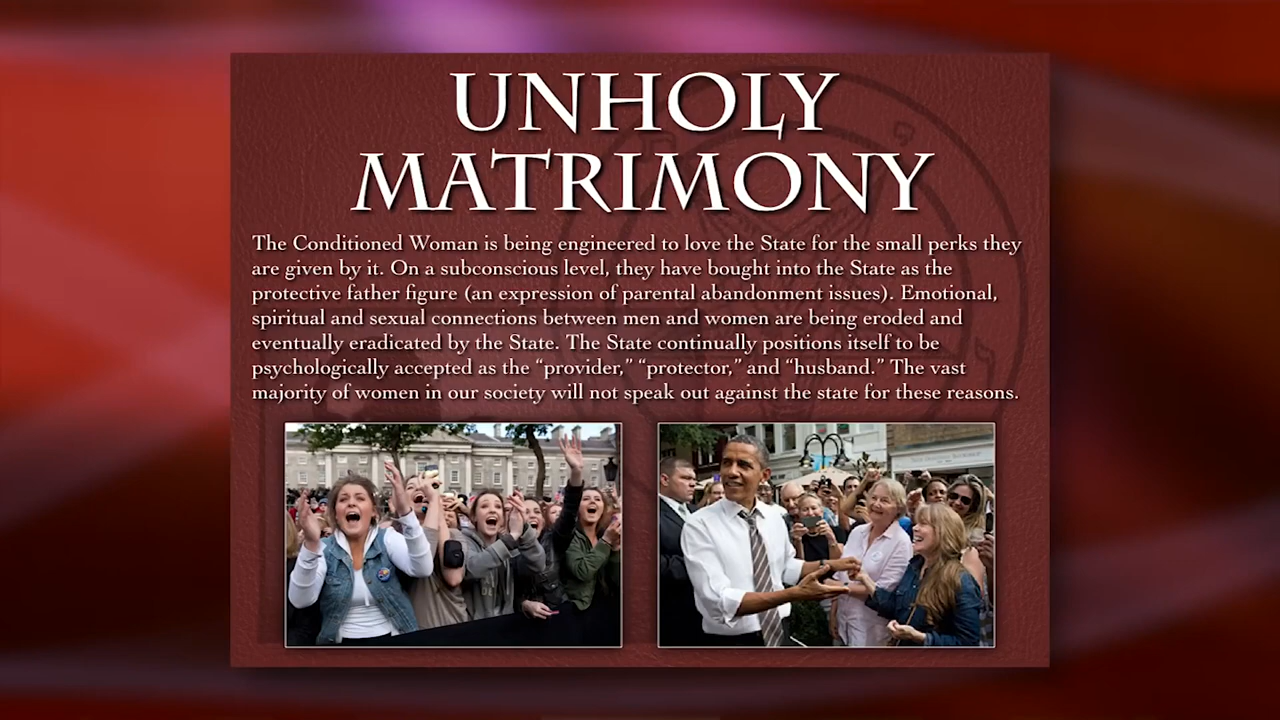 UNHOLY
MATRIMONY
The Conditioned Woman is being engineered to love the State for the small perks they
are given by it. On a subconscious level, they have bought into the State as the
protective father figure (an expression of parental abandonment issues). Emotional,
spiritual and sexual connections between men and women are being eroded and
eventually eradicated by the State. The State continually positions itself to be
psychologically accepted as the “provider,” “protector,” and “husband.” The vast
majority of women in our society will not speak out against the state for these reasons.